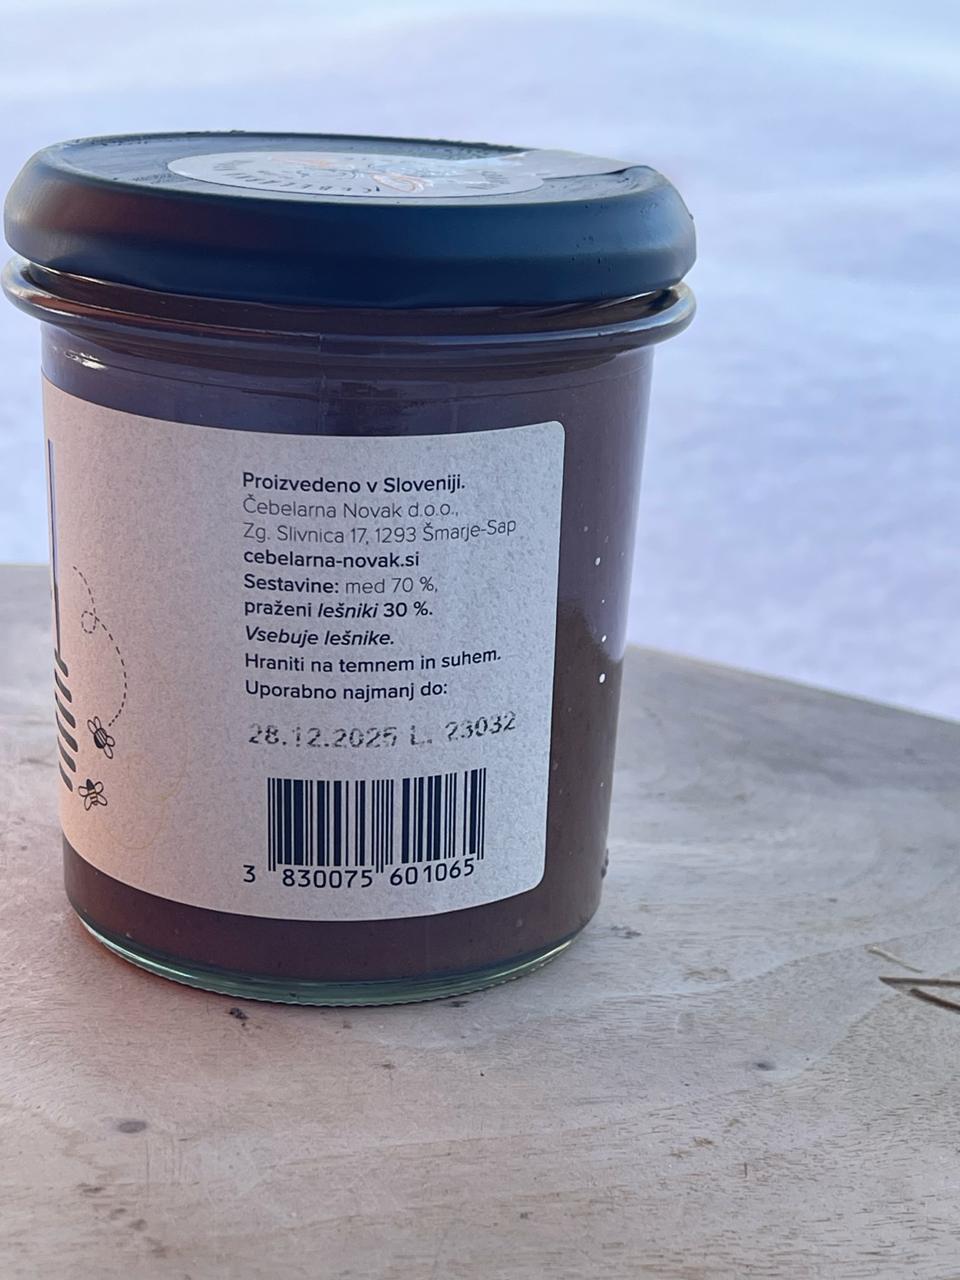 Proizvedeno v Sloveniji.
Čebelarna Novak d.o.o.,
Zg. Slivnica 17, 1293 Šmarje-Sap
cebelarna-novak.si
Sestavine: med 70 %,
praženi lešniki 30 %.
Vsebuje lešnike.
Hraniti na temnem in suhem.
Uporabno najmanj do:
28.12.2025 L. 23032
3 830075 601065